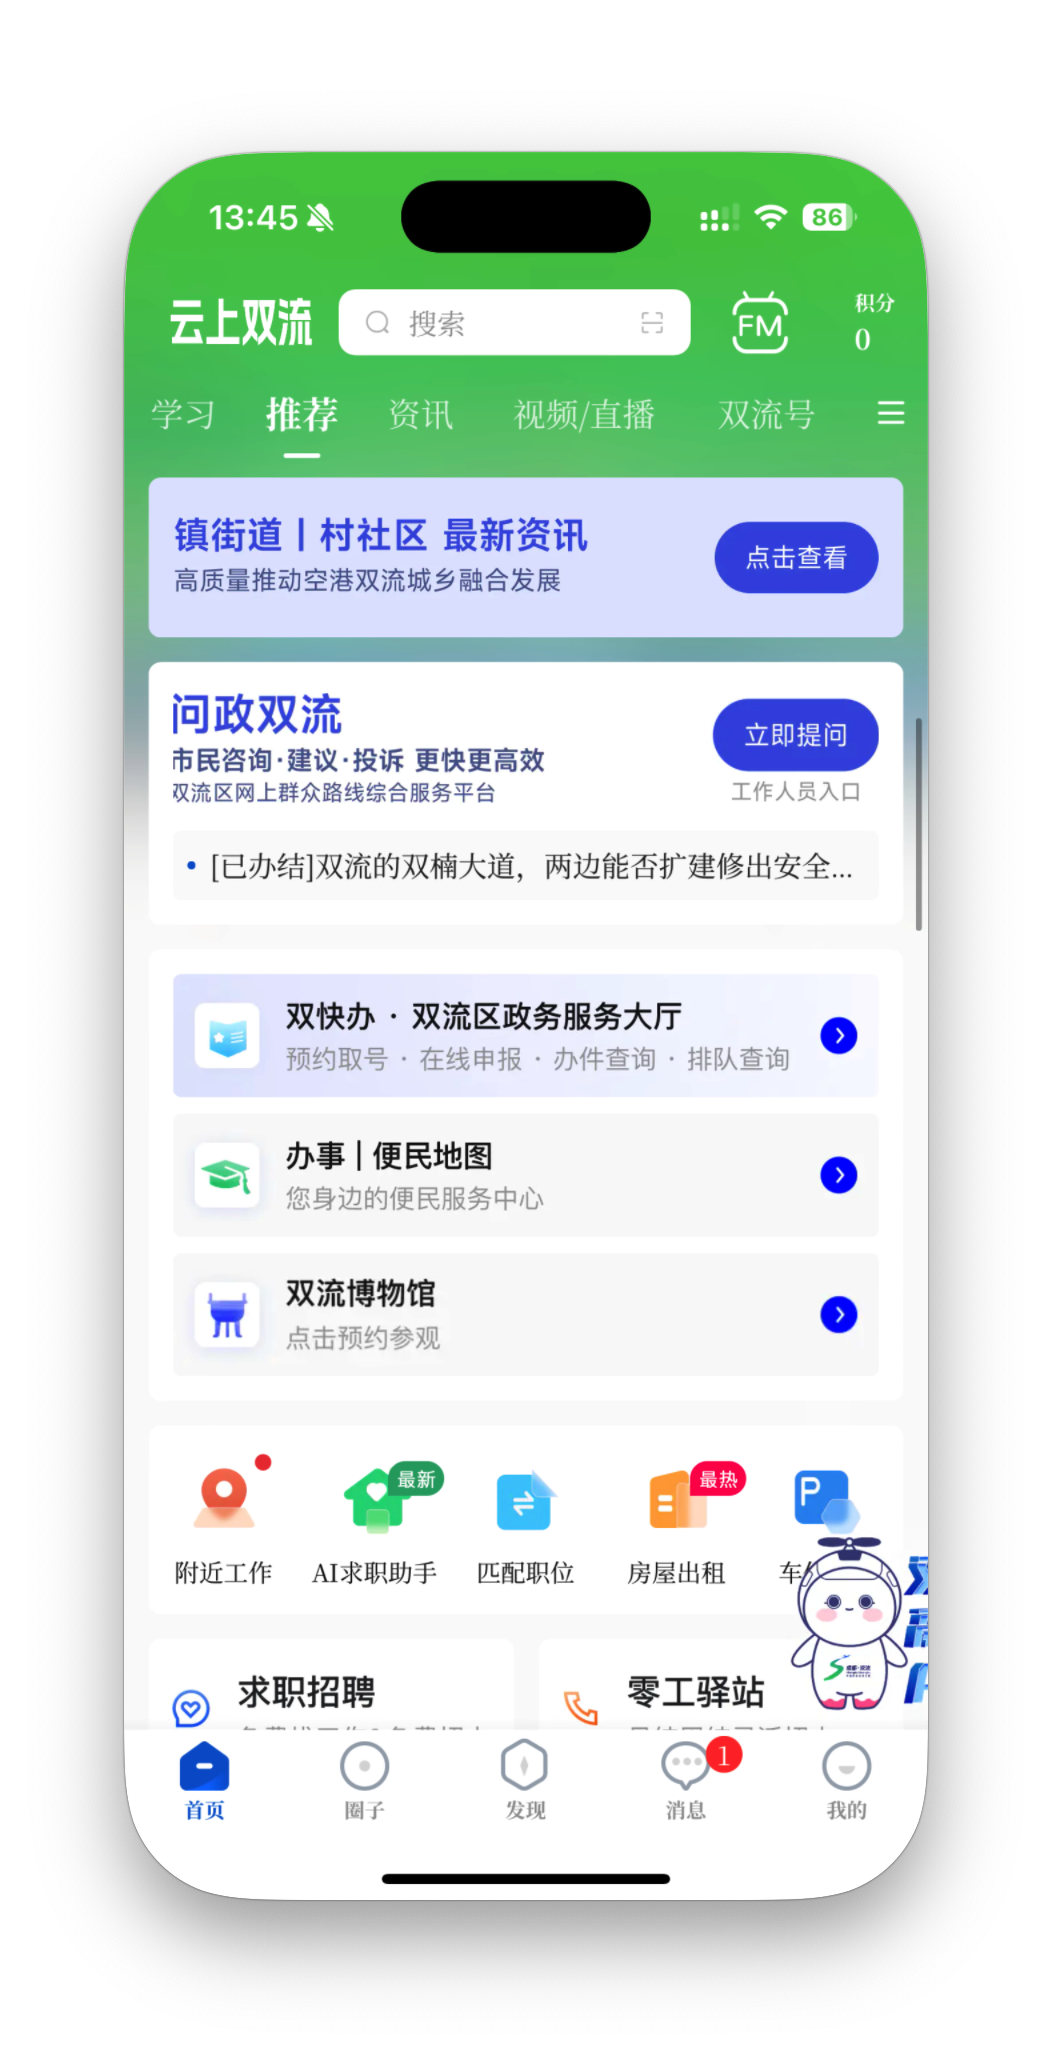 13:45
86
云上双流
搜索
FM
积分
0
学习 推荐 资讯 视频/直播 双流号
镇街道丨村社区 最新资讯
高质量推动空港双流城乡融合发展
点击查看
问政双流
市民咨询·建议·投诉 更快更高效
双流区网上群众路线综合服务平台
立即提问
工作人员入口
[已办结]双流的双楠大道，两边能否扩建修出安全...
双快办 · 双流区政务服务大厅
预约取号 · 在线申报 · 办件查询 · 排队查询
办事 | 便民地图
您身边的便民服务中心
双流博物馆
点击预约参观
最新
最热
P
附近工作 AI求职助手 匹配职位 房屋出租 车
求职招聘
零工驿站
1
首页 圈子 发现 消息 我的